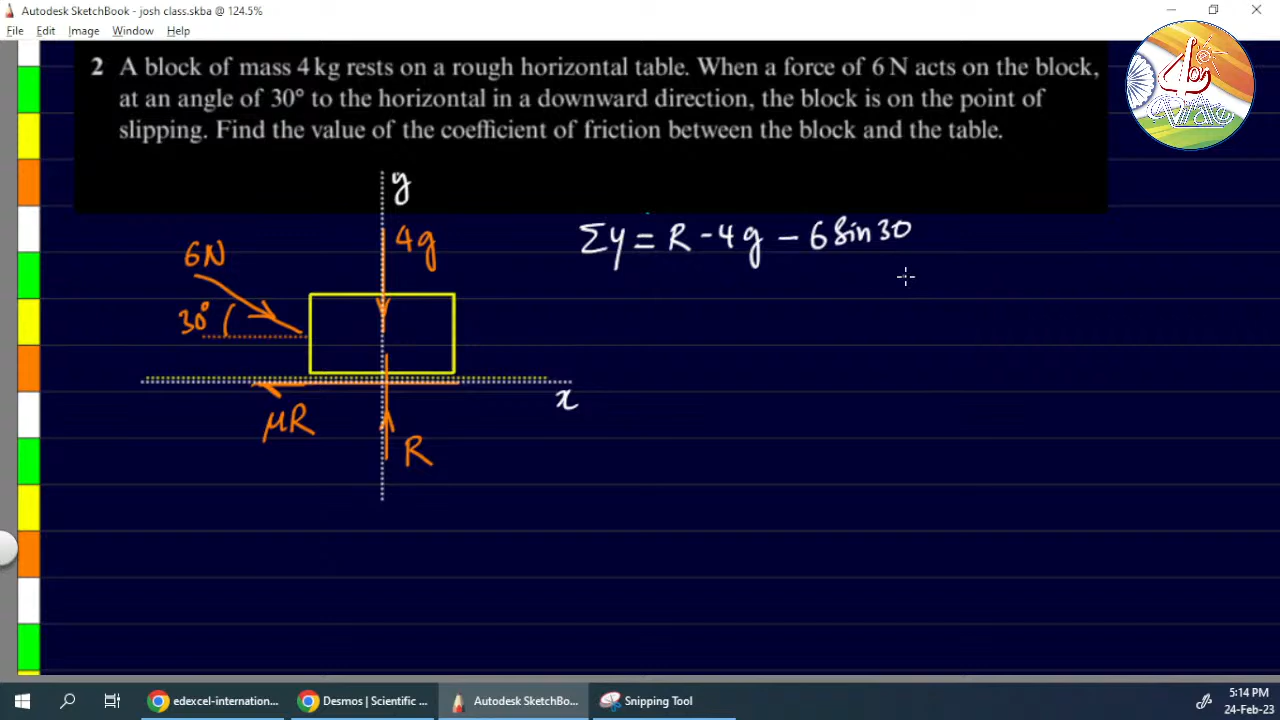 Autodesk SketchBook - josh class.skba @ 124.5%
File Edit Image Window Help
2 A block of mass 4 kg rests on a rough horizontal table. When a force of 6 N acts on the block,
at an angle of 30° to the horizontal in a downward direction, the block is on the point of
slipping. Find the value of the coefficient of friction between the block and the table.
y
4g
Σy = R - 4g - 6 Sin 30
6N
30°
x
μR
R
edexcel-internationa...
Desmos | Scientific ...
Autodesk SketchBo...
Snipping Tool
5:14 PM
24-Feb-23